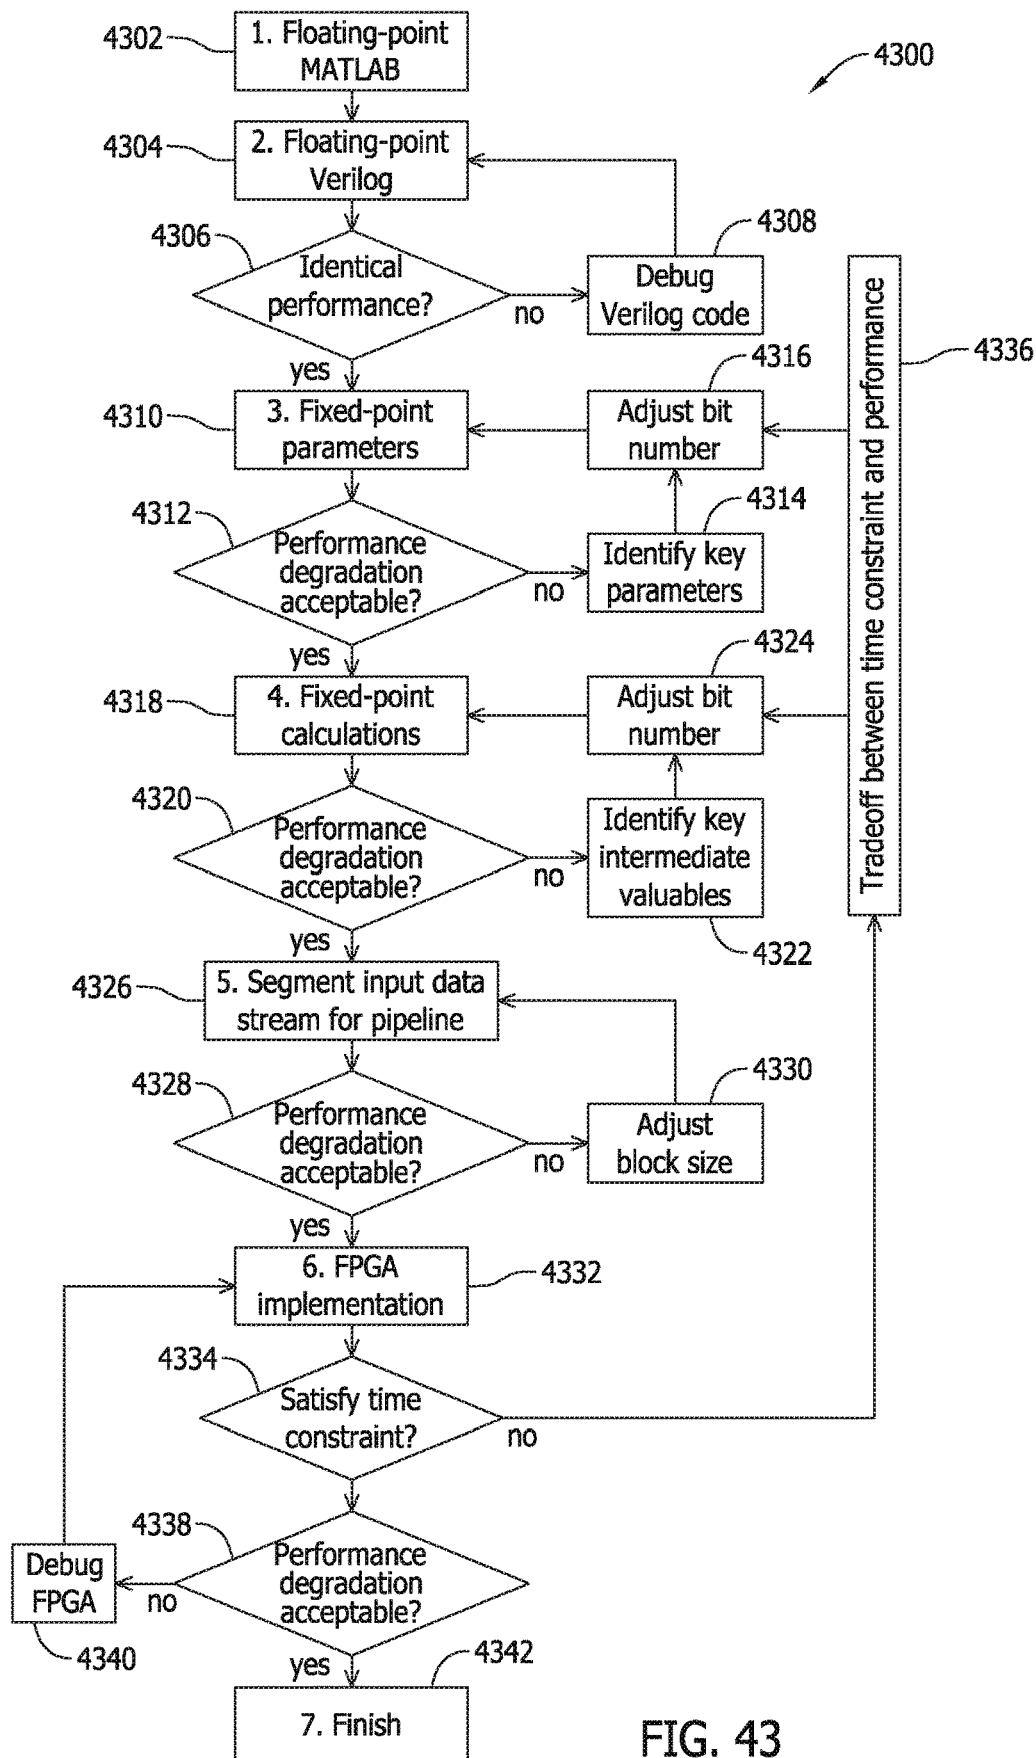 4302
1. Floating-point
MATLAB
4300
4304
2. Floating-point
Verilog
4306
Identical
performance?
no
4308
Debug
Verilog code
yes
4310
3. Fixed-point
parameters
4316
Adjust bit
number
4336
Tradeoff between time constraint and performance
4312
Performance
degradation
acceptable?
no
4314
Identify key
parameters
yes
4318
4. Fixed-point
calculations
4324
Adjust bit
number
4320
Performance
degradation
acceptable?
no
Identify key
intermediate
valuables
4322
yes
4326
5. Segment input data
stream for pipeline
4328
Performance
degradation
acceptable?
no
4330
Adjust
block size
yes
6. FPGA
implementation
4332
4334
Satisfy time
constraint?
no
4338
Performance
degradation
acceptable?
no
Debug
FPGA
4340
yes
4342
7. Finish
FIG. 43